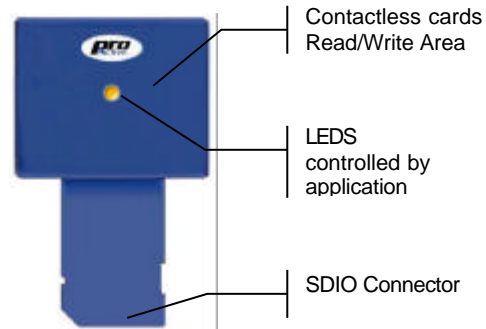 Contactless cards
Read/Write Area
pro
LEDS
controlled by
application
SDIO Connector